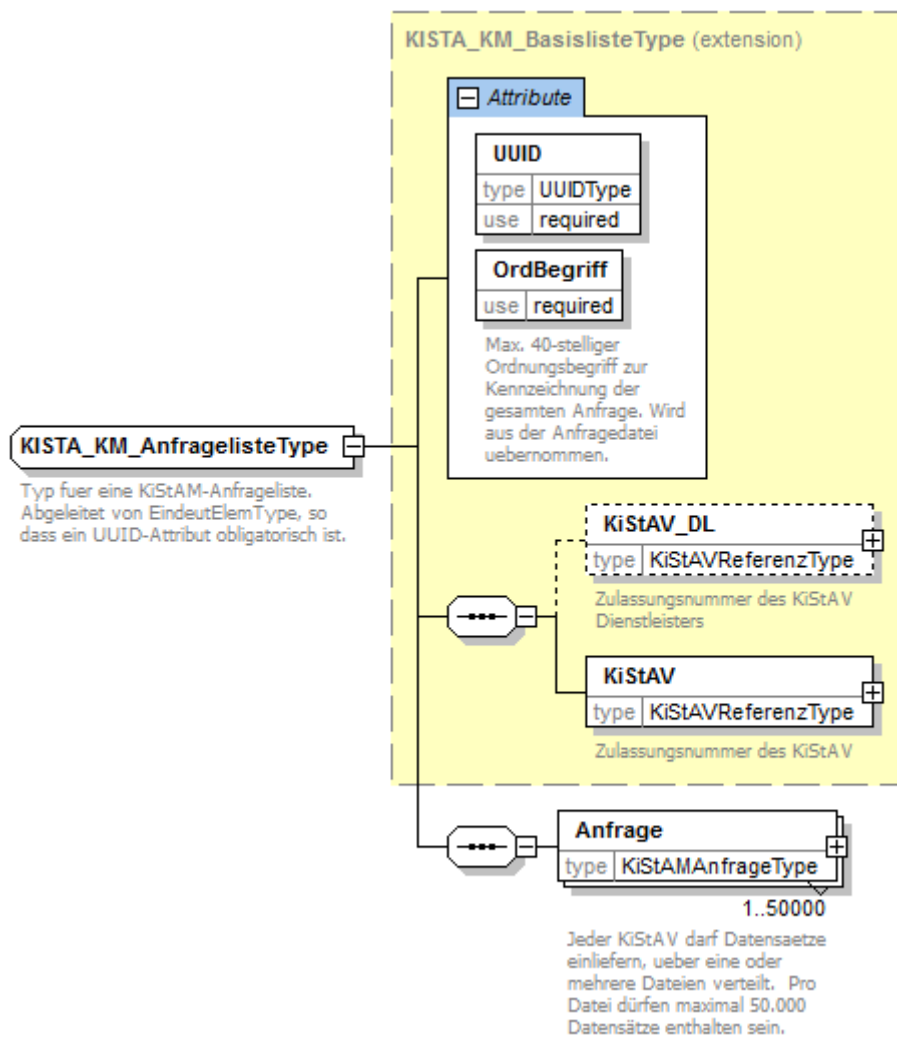 KISTA_KM_BasislisteType (extension)
Attribute
UUID
type UUIDType
use required
OrdBegriff
use required
Max. 40-stelliger
Ordnungsbegriff zur
Kennzeichnung der
gesamten Anfrage. Wird
aus der Anfragedatei
uebernommen.
KISTA_KM_AnfragelisteType
Typ fuer eine KiStAM-Anfrageliste.
Abgeleitet von EindeutElemType, so
dass ein UUID-Attribut obligatorisch ist.
KiStAV_DL
type KiStAVReferenzType
Zulassungsnummer des KiStAV
Dienstleisters
KiStAV
type KiStAVReferenzType
Zulassungsnummer des KiStAV
Anfrage
type KiStAMAnfrageType
1..50000
Jeder KiStAV darf Datensaetze
einliefern, ueber eine oder
mehrere Dateien verteilt. Pro
Datei dürfen maximal 50.000
Datensätze enthalten sein.